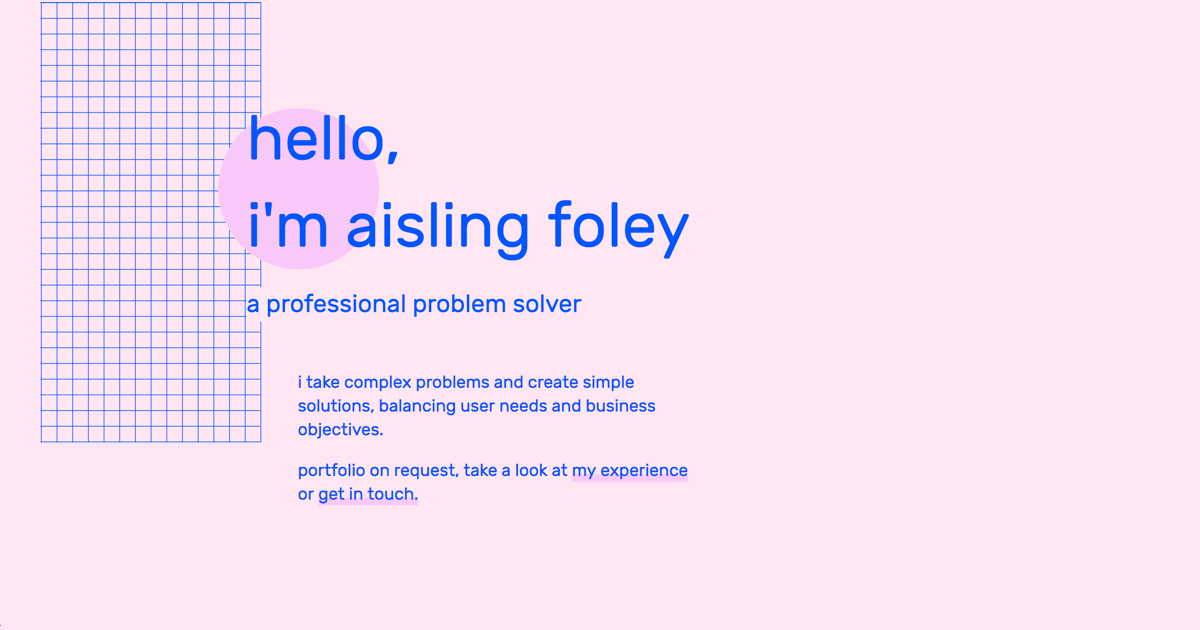 hello,
i'm aisling foley
a professional problem solver
i take complex problems and create simple
solutions, balancing user needs and business
objectives.
portfolio on request, take a look at my experience
or get in touch.